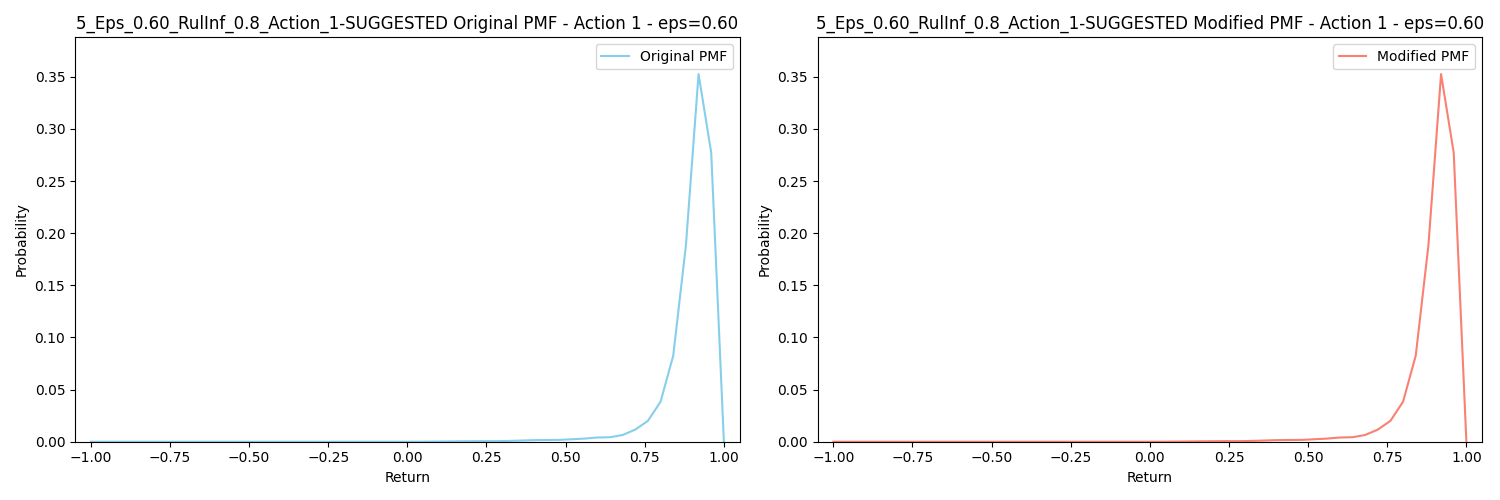 5_Eps_0.60_RulInf_0.8_Action_1-SUGGESTED Original PMF - Action 1 - eps=0.60
Original PMF
0.35
0.30
0.25
0.20
0.15
0.10
0.05
0.00
Probability
−1.00 −0.75 −0.50 −0.25 0.00 0.25 0.50 0.75 1.00
Return
5_Eps_0.60_RulInf_0.8_Action_1-SUGGESTED Modified PMF - Action 1 - eps=0.60
Modified PMF
0.35
0.30
0.25
0.20
0.15
0.10
0.05
0.00
Probability
−1.00 −0.75 −0.50 −0.25 0.00 0.25 0.50 0.75 1.00
Return